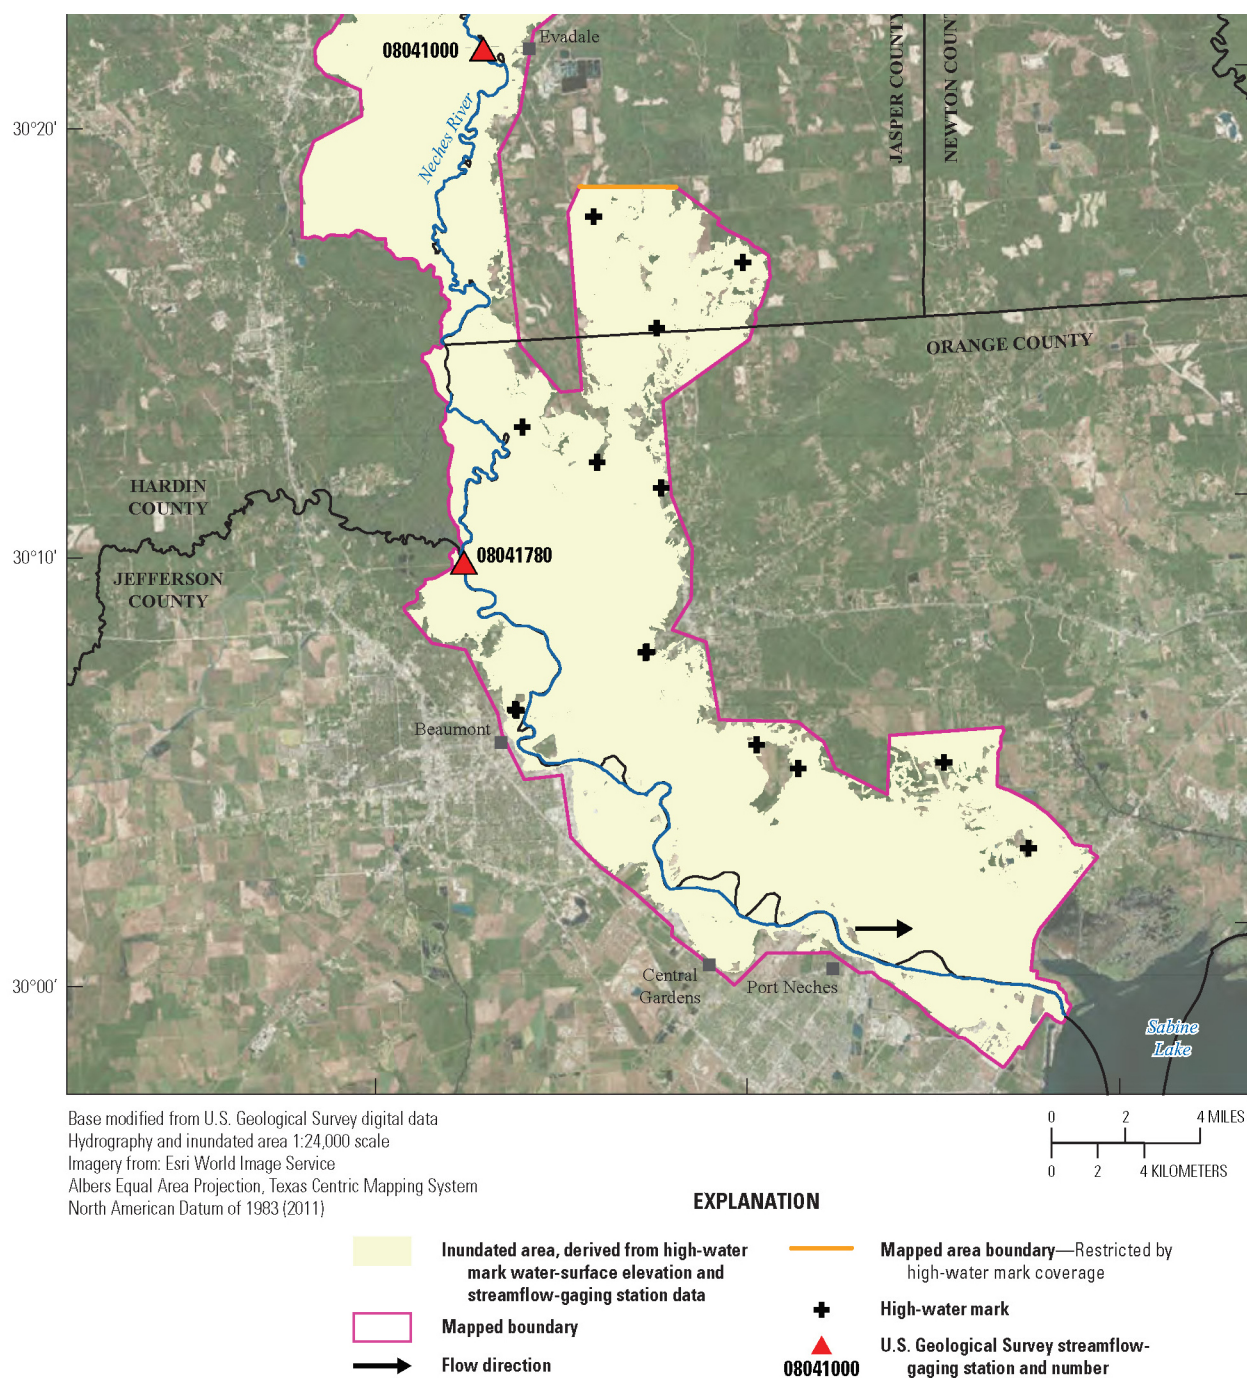 08041000
Evadale
JASPER COUNTY
NEWTON COUN
30°20'
Neches River
ORANGE COUNTY
HARDIN
COUNTY
30°10'
08041780
JEFFERSON
COUNTY
Beaumont
Central
Gardens
Port Neches
30°00'
Sabine
Lake
Base modified from U.S. Geological Survey digital data
Hydrography and inundated area 1:24,000 scale
Imagery from: Esri World Image Service
Albers Equal Area Projection, Texas Centric Mapping System
North American Datum of 1983 (2011)
0 2 4 MILES
0 2 4 KILOMETERS
EXPLANATION
Inundated area, derived from high-water
mark water-surface elevation and
streamflow-gaging station data
Mapped boundary
Flow direction
Mapped area boundary—Restricted by
high-water mark coverage
High-water mark
U.S. Geological Survey streamflow-
gaging station and number
08041000